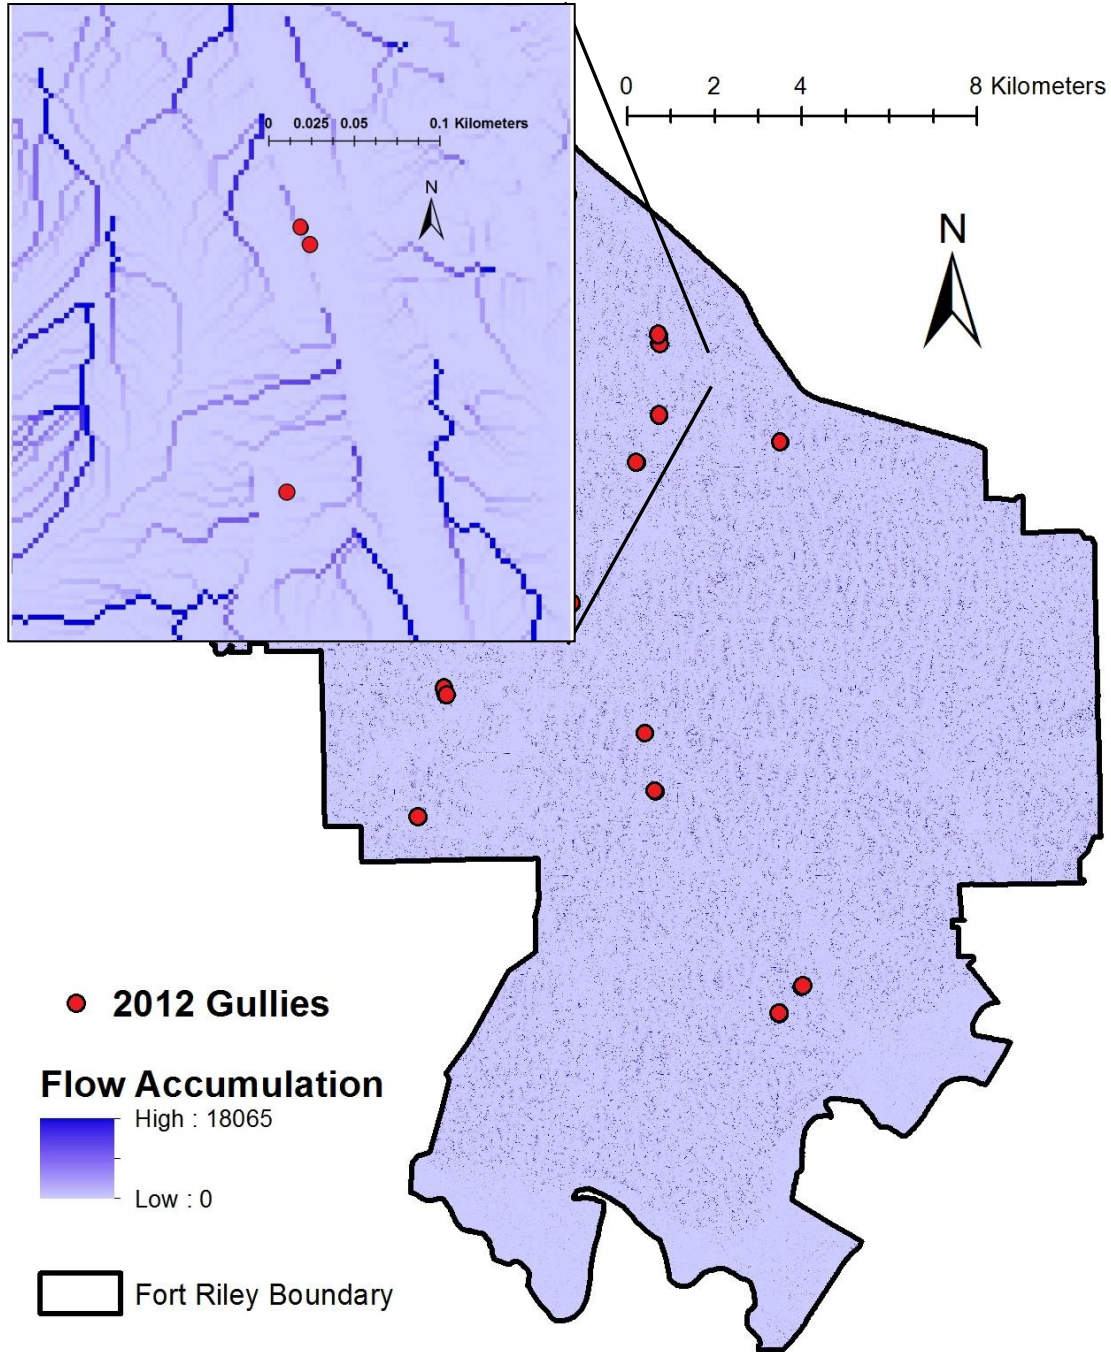 0 2 4 8 Kilometers
0 0.025 0.05 0.1 Kilometers
N
N
2012 Gullies
Flow Accumulation
High : 18065
Low : 0
Fort Riley Boundary